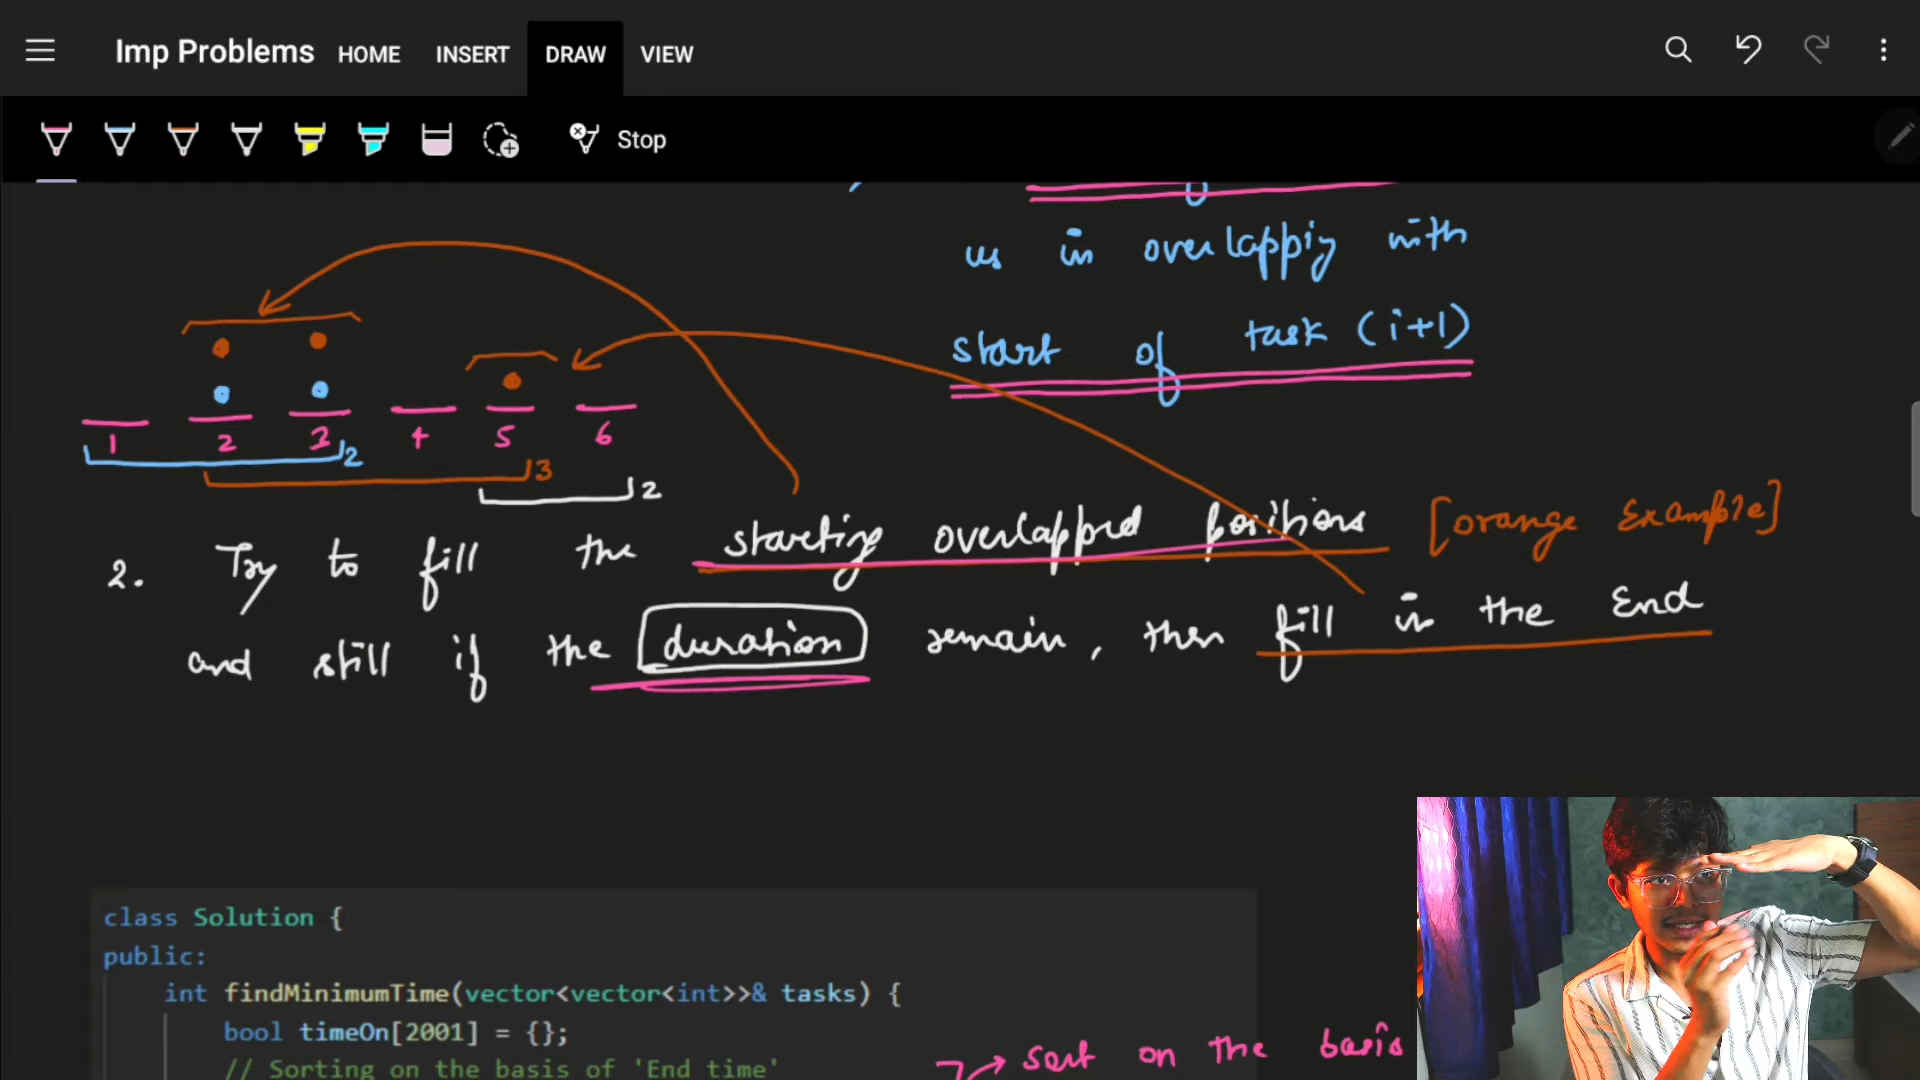 Imp Problems HOME INSERT DRAW VIEW
Stop
us in overlappig with
start of task (i+1)
1 2 3 4 5 6
2
3
2
2. Try to fill the starting overlapped positions [orange Example]
and still if the duration remain, then fill in the End
class Solution {
public:
int findMinimumTime(vector<vector<int>>& tasks) {
bool timeOn[2001] = {};
// Sorting on the basis of 'End time'
sort on the basis